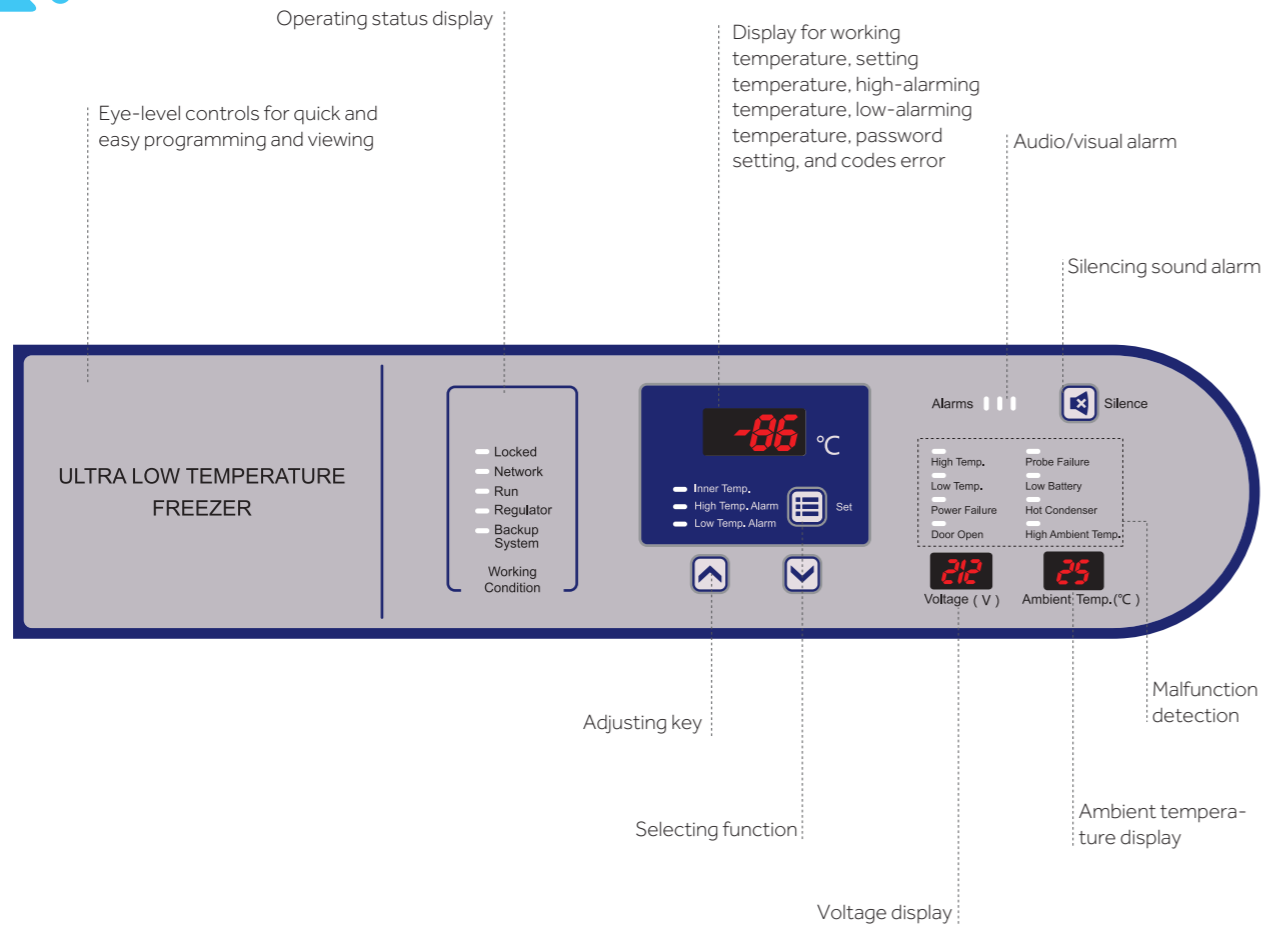 Operating status display
Display for working
temperature, setting
temperature, high-alarming
temperature, low-alarming
temperature, password
setting, and codes error
Eye-level controls for quick and
easy programming and viewing
Audio/visual alarm
Silencing sound alarm
ULTRA LOW TEMPERATURE
FREEZER
Locked
Network
Run
Regulator
Backup
System
Working
Condition
-86 °C
Inner Temp.
High Temp. Alarm
Low Temp. Alarm
Set
Alarms
Silence
High Temp.
Probe Failure
Low Temp.
Low Battery
Power Failure
Hot Condenser
Door Open
High Ambient Temp.
212
25
Voltage ( V )
Ambient Temp.(℃ )
Malfunction
detection
Adjusting key
Selecting function
Ambient tempera-
ture display
Voltage display